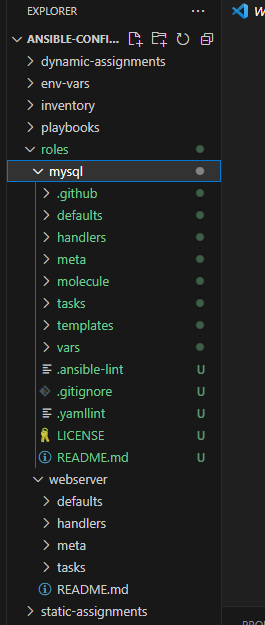 EXPLORER ...
ANSIBLE-CONFI...
dynamic-assignments
env-vars
inventory
playbooks
roles
mysql
.github
defaults
handlers
meta
molecule
tasks
templates
vars
.ansible-lint U
.gitignore U
.yamllint U
LICENSE U
README.md U
webserver
defaults
handlers
meta
tasks
README.md
static-assignments